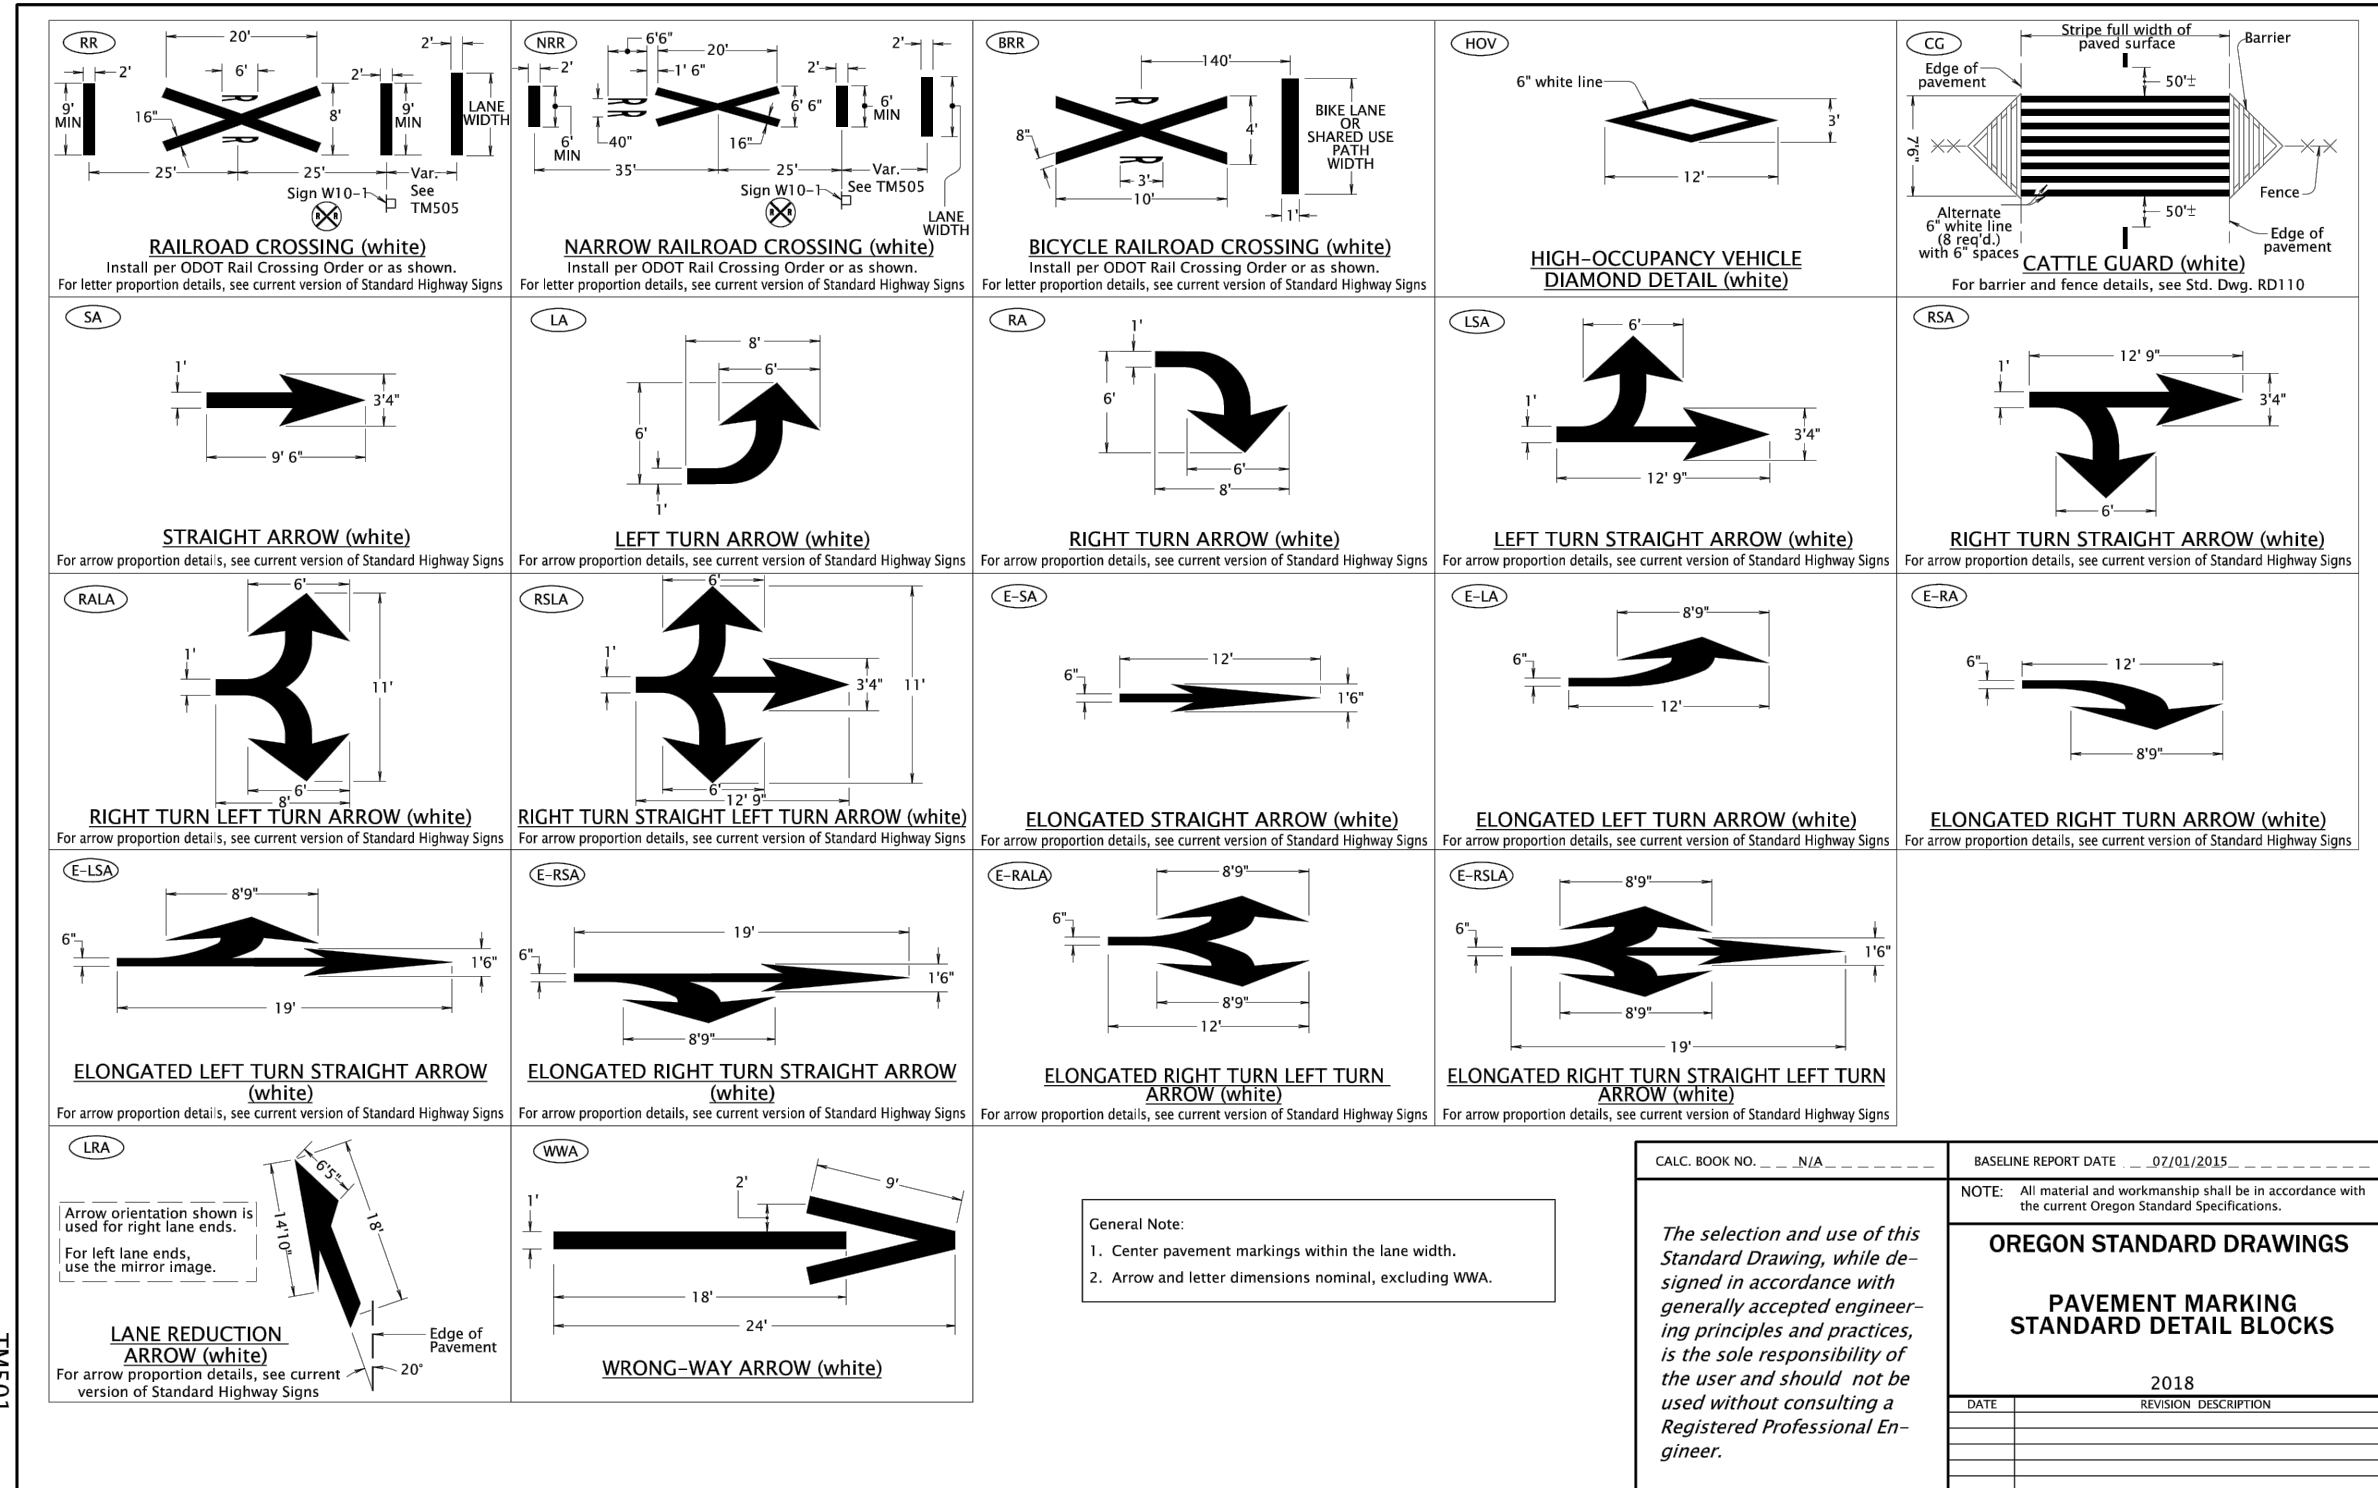 RR
20'
2'
2'
6'
2'
9'
MIN
R
R
16"
8'
9'
MIN
LANE
WIDTH
25'
25'
Var.
Sign W10-1
See
TM505
R R
RAILROAD CROSSING (white)
Install per ODOT Rail Crossing Order or as shown.
For letter proportion details, see current version of Standard Highway Signs
NRR
6'6"
20'
2'
2'
1' 6"
2'
R R
6' 6"
6'
MIN
6'
MIN
40"
16"
35'
25'
Var.
Sign W10-1
See TM505
R R
LANE
WIDTH
NARROW RAILROAD CROSSING (white)
Install per ODOT Rail Crossing Order or as shown.
For letter proportion details, see current version of Standard Highway Signs
BRR
140'
R
R
8"
4'
BIKE LANE
OR
SHARED USE
PATH
WIDTH
3'
10'
1'
BICYCLE RAILROAD CROSSING (white)
Install per ODOT Rail Crossing Order or as shown.
For letter proportion details, see current version of Standard Highway Signs
HOV
6" white line
3'
12'
HIGH-OCCUPANCY VEHICLE
DIAMOND DETAIL (white)
CG
Stripe full width of
paved surface
Barrier
Edge of
pavement
50'±
7'6"
Fence
50'±
Alternate
6" white line
(8 req'd.)
with 6" spaces
Edge of
pavement
CATTLE GUARD (white)
For barrier and fence details, see Std. Dwg. RD110
SA
1'
3'4"
9' 6"
STRAIGHT ARROW (white)
For arrow proportion details, see current version of Standard Highway Signs
LA
8'
6'
6'
1'
LEFT TURN ARROW (white)
For arrow proportion details, see current version of Standard Highway Signs
RA
1'
6'
6'
8'
RIGHT TURN ARROW (white)
For arrow proportion details, see current version of Standard Highway Signs
LSA
6'
1'
3'4"
12' 9"
LEFT TURN STRAIGHT ARROW (white)
For arrow proportion details, see current version of Standard Highway Signs
RSA
12' 9"
1'
3'4"
6'
RIGHT TURN STRAIGHT ARROW (white)
For arrow proportion details, see current version of Standard Highway Signs
RALA
6'
1'
11'
6'
8'
RIGHT TURN LEFT TURN ARROW (white)
For arrow proportion details, see current version of Standard Highway Signs
RSLA
6'
1'
3'4"
11'
6'
12' 9"
RIGHT TURN STRAIGHT LEFT TURN ARROW (white)
For arrow proportion details, see current version of Standard Highway Signs
E-SA
12'
6"
1'6"
ELONGATED STRAIGHT ARROW (white)
For arrow proportion details, see current version of Standard Highway Signs
E-LA
8'9"
6"
12'
ELONGATED LEFT TURN ARROW (white)
For arrow proportion details, see current version of Standard Highway Signs
E-RA
6"
12'
8'9"
ELONGATED RIGHT TURN ARROW (white)
For arrow proportion details, see current version of Standard Highway Signs
E-LSA
8'9"
6"
1'6"
19'
ELONGATED LEFT TURN STRAIGHT ARROW
(white)
For arrow proportion details, see current version of Standard Highway Signs
E-RSA
19'
6"
1'6"
8'9"
ELONGATED RIGHT TURN STRAIGHT ARROW
(white)
For arrow proportion details, see current version of Standard Highway Signs
E-RALA
8'9"
6"
8'9"
12'
ELONGATED RIGHT TURN LEFT TURN
ARROW (white)
For arrow proportion details, see current version of Standard Highway Signs
E-RSLA
8'9"
6"
1'6"
8'9"
19'
ELONGATED RIGHT TURN STRAIGHT LEFT TURN
ARROW (white)
For arrow proportion details, see current version of Standard Highway Signs
LRA
6'5"
14'10"
18'
Arrow orientation shown is
used for right lane ends.
For left lane ends,
use the mirror image.
Edge of
Pavement
20°
LANE REDUCTION
ARROW (white)
For arrow proportion details, see current
version of Standard Highway Signs
WWA
2'
9'
1'
18'
24'
WRONG-WAY ARROW (white)
General Note:
1. Center pavement markings within the lane width.
2. Arrow and letter dimensions nominal, excluding WWA.
CALC. BOOK NO. N/A
BASELINE REPORT DATE 07/01/2015
NOTE: All material and workmanship shall be in accordance with
the current Oregon Standard Specifications.
The selection and use of this
Standard Drawing, while de-
signed in accordance with
generally accepted engineer-
ing principles and practices,
is the sole responsibility of
the user and should not be
used without consulting a
Registered Professional En-
gineer.
OREGON STANDARD DRAWINGS
PAVEMENT MARKING
STANDARD DETAIL BLOCKS
2018
DATE REVISION DESCRIPTION